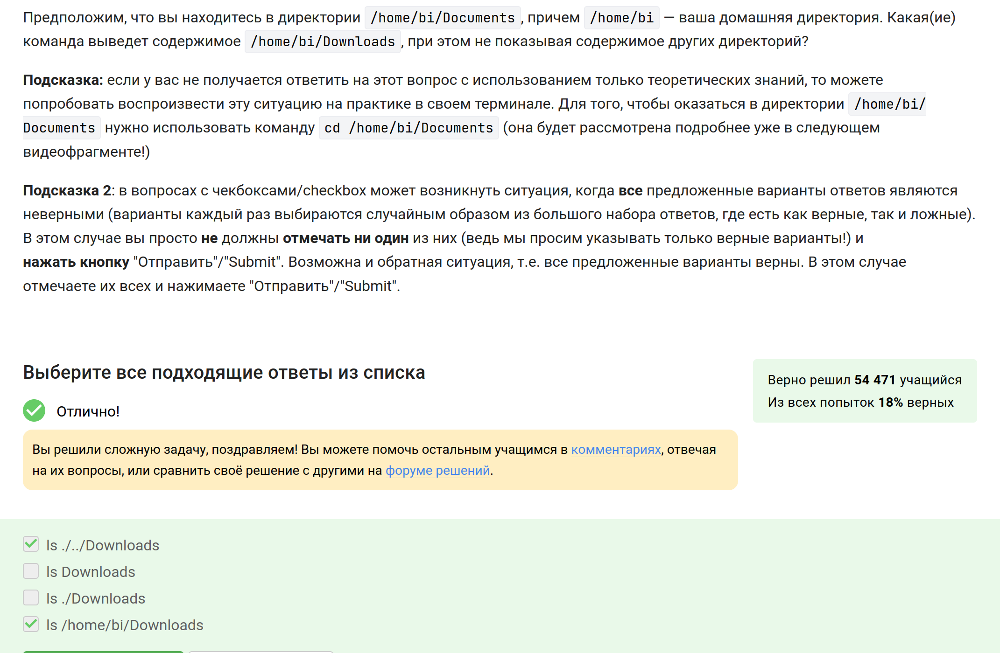 Предположим, что вы находитесь в директории /home/bi/Documents, причем /home/bi — ваша домашняя директория. Какая(ие)
команда выведет содержимое /home/bi/Downloads, при этом не показывая содержимое других директорий?
Подсказка: если у вас не получается ответить на этот вопрос с использованием только теоретических знаний, то можете
попробовать воспроизвести эту ситуацию на практике в своем терминале. Для того, чтобы оказаться в директории /home/bi/
Documents нужно использовать команду cd /home/bi/Documents (она будет рассмотрена подробнее уже в следующем
видеофрагменте!)
Подсказка 2: в вопросах с чекбоксами/checkbox может возникнуть ситуация, когда все предложенные варианты ответов являются
неверными (варианты каждый раз выбираются случайным образом из большого набора ответов, где есть как верные, так и ложные).
В этом случае вы просто не должны отмечать ни один из них (ведь мы просим указывать только верные варианты!) и
нажать кнопку "Отправить"/"Submit". Возможна и обратная ситуация, т.е. все предложенные варианты верны. В этом случае
отмечаете их всех и нажимаете "Отправить"/"Submit".
Выберите все подходящие ответы из списка
Верно решил 54 471 учащийся
Из всех попыток 18% верных
Отлично!
Вы решили сложную задачу, поздравляем! Вы можете помочь остальным учащимся в комментариях, отвечая
на их вопросы, или сравнить своё решение с другими на форуме решений.
ls ./../Downloads
ls Downloads
ls ./Downloads
ls /home/bi/Downloads